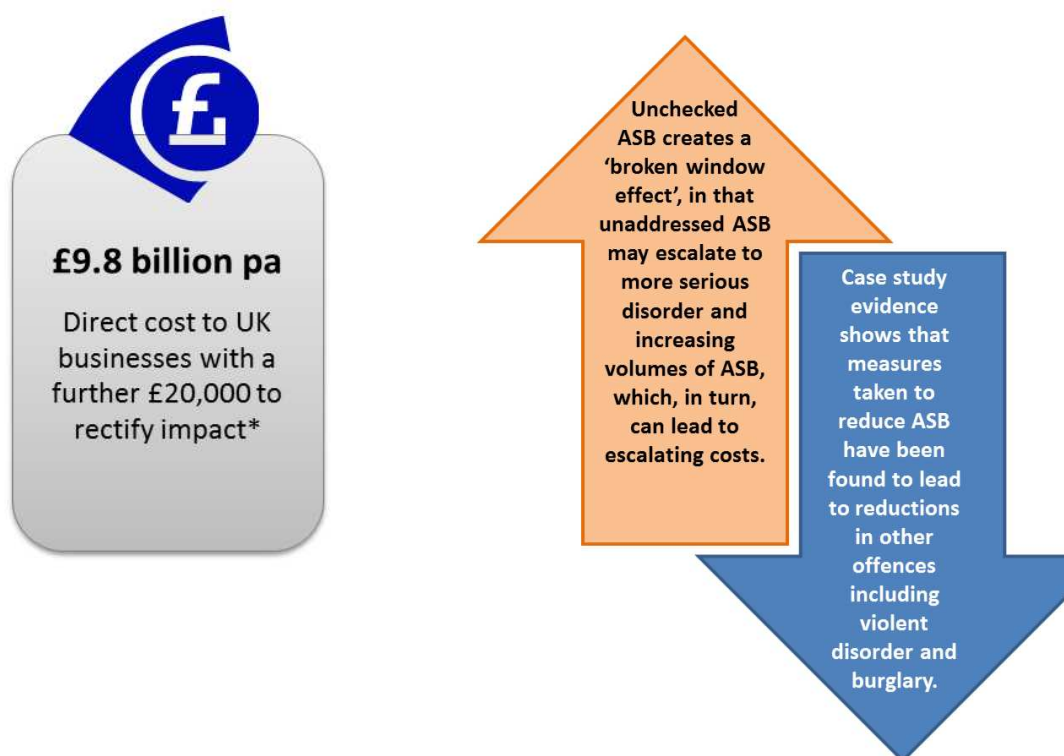 £
£9.8 billion pa
Direct cost to UK
businesses with a
further £20,000 to
rectify impact*
Unchecked
ASB creates a
‘broken window
effect’, in that
unaddressed ASB
may escalate to
more serious
disorder and
increasing
volumes of ASB,
which, in turn,
can lead to
escalating costs.
Case study
evidence
shows that
measures
taken to
reduce ASB
have been
found to lead
to reductions
in other
offences
including
violent
disorder and
burglary.